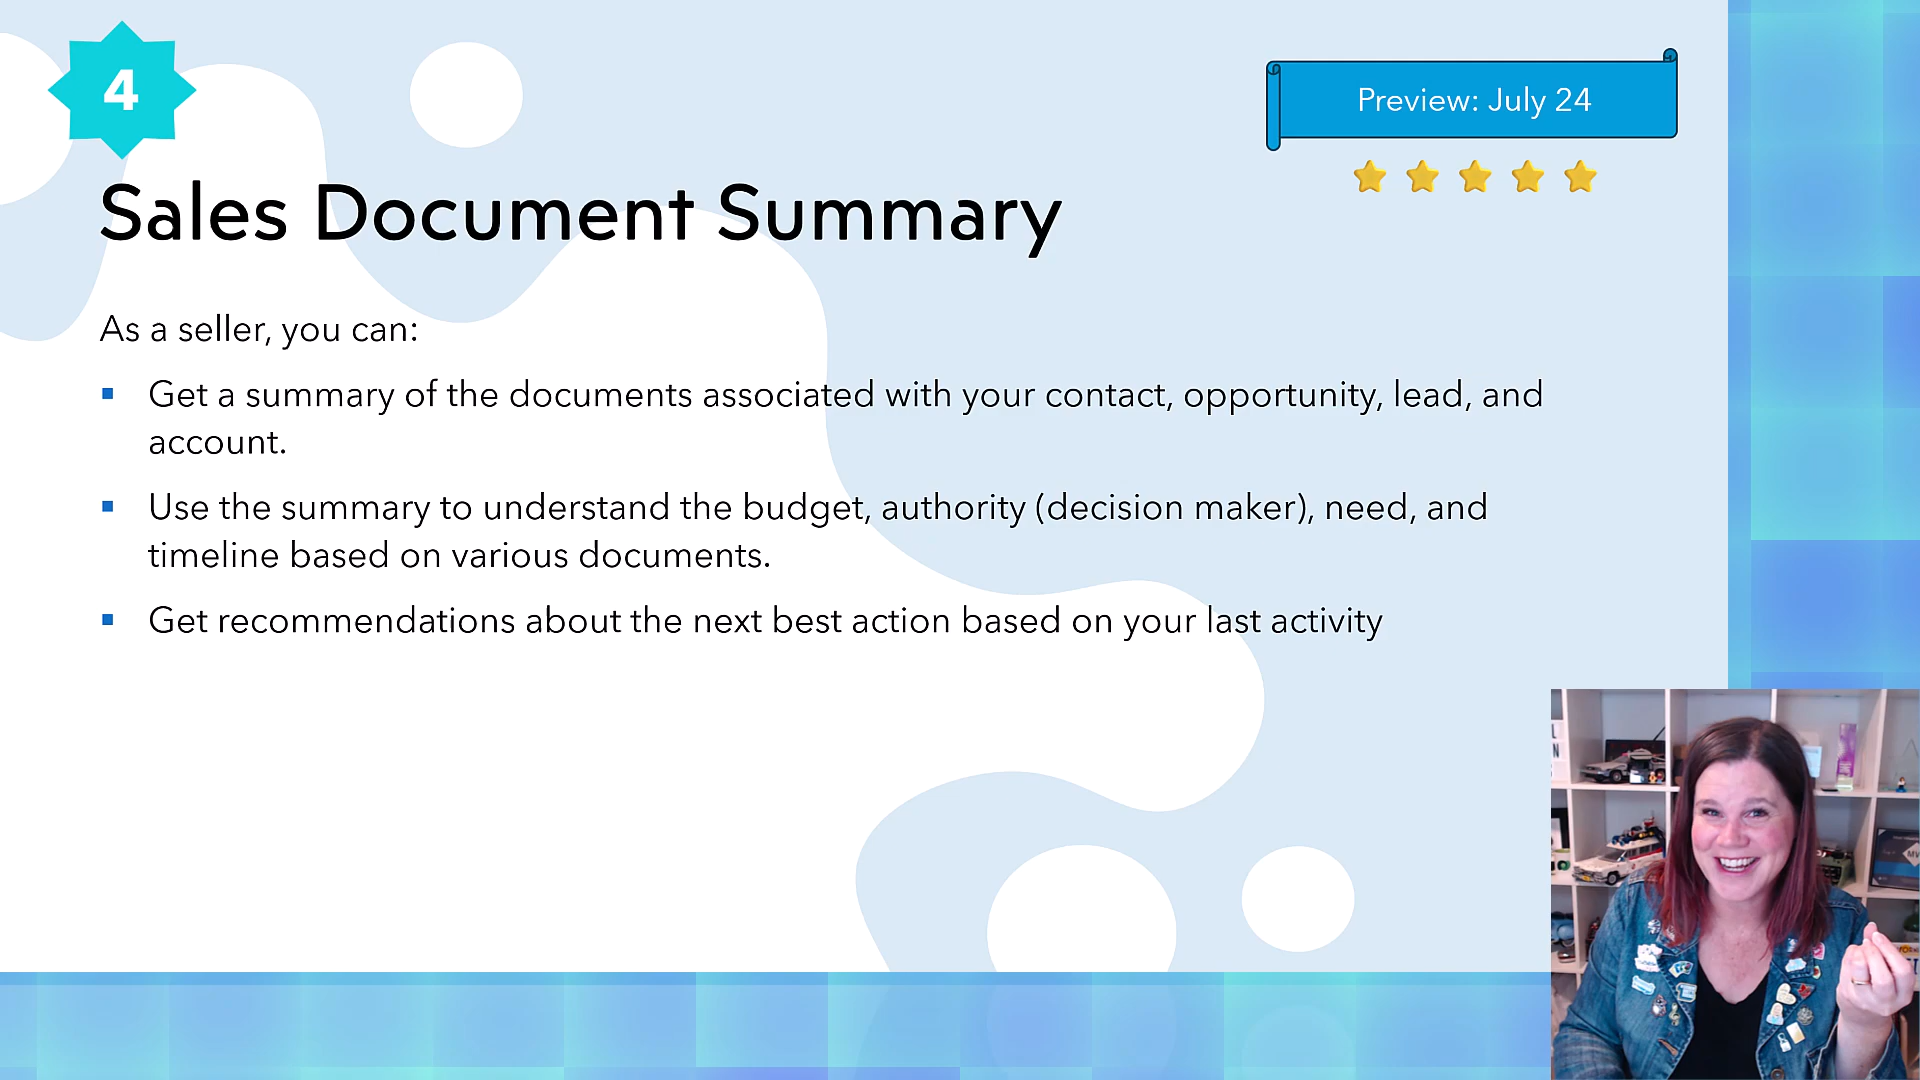 4
Preview: July 24
Sales Document Summary
As a seller, you can:
Get a summary of the documents associated with your contact, opportunity, lead, and
account.
Use the summary to understand the budget, authority (decision maker), need, and
timeline based on various documents.
Get recommendations about the next best action based on your last activity